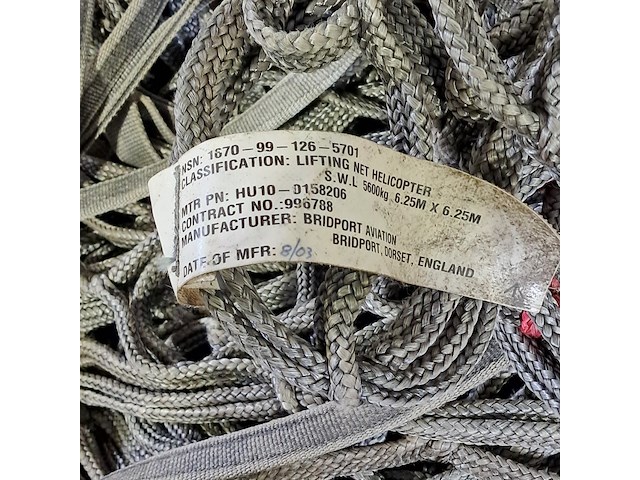 NSN: 1670-99-126-5701
CLASSIFICATION: LIFTING NET HELICOPTER
S.W.L 5600kg 6.25M X 6.25M
MTR PN: HU10-0158206
CONTRACT NO.:996788
MANUFACTURER: BRIDPORT AVIATION
BRIDPORT, DORSET, ENGLAND
DATE OF MFR: 8/03